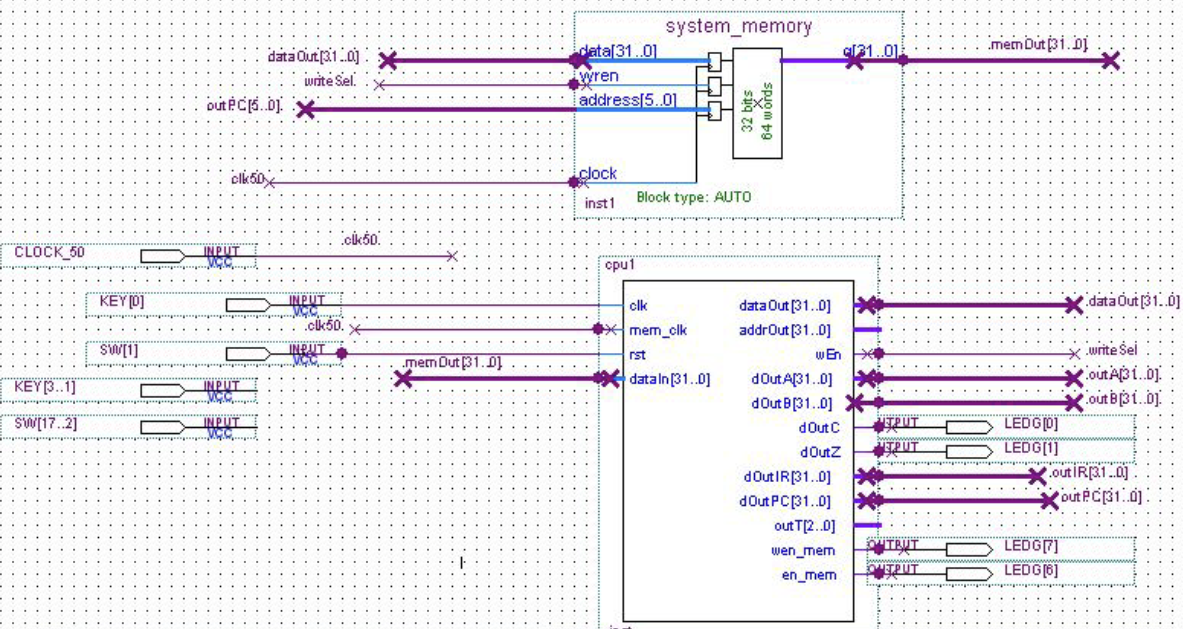 system_memory
dataOut[31..0] data[31..0] q[31..0] memOut[31..0]
writeSel wren
outPC[5..0] address[5..0]
32 bits
64 words
clk50 clock
inst1 Block type: AUTO
CLOCK_50 INPUT VCC clk50
cpu1
KEY[0] INPUT VCC clk dataOut[31..0] dataOut[31..0]
clk50 mem_clk addrOut[31..0]
SW[1] INPUT VCC rst wEn writeSel
memOut[31..0] dataIn[31..0] dOutA[31..0] outA[31..0]
KEY[3..1] INPUT VCC dOutB[31..0] outB[31..0]
SW[17..2] INPUT VCC dOutC UTPUT LEDG[0]
dOutZ UTPUT LEDG[1]
dOutIR[31..0] outIR[31..0]
dOutPC[31..0] outPC[31..0]
outT[2..0]
wen_mem OUTPUT LEDG[7]
en_mem OUTPUT LEDG[6]